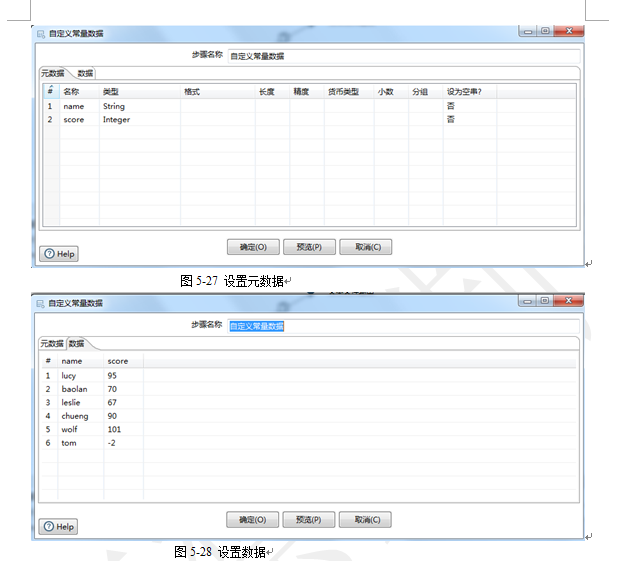 自定义常量数据
步骤名称 自定义常量数据
元数据 数据
# 名称 类型 格式 长度 精度 货币类型 小数 分组 设为空串?
1 name String 否
2 score Integer 否
确定(O) 预览(P) 取消(C)
Help
图 5-27 设置元数据
自定义常量数据
步骤名称 自定义常量数据
元数据 数据
# name score
1 lucy 95
2 baolan 70
3 leslie 67
4 chueng 90
5 wolf 101
6 tom -2
确定(O) 预览(P) 取消(C)
Help
图 5-28 设置数据